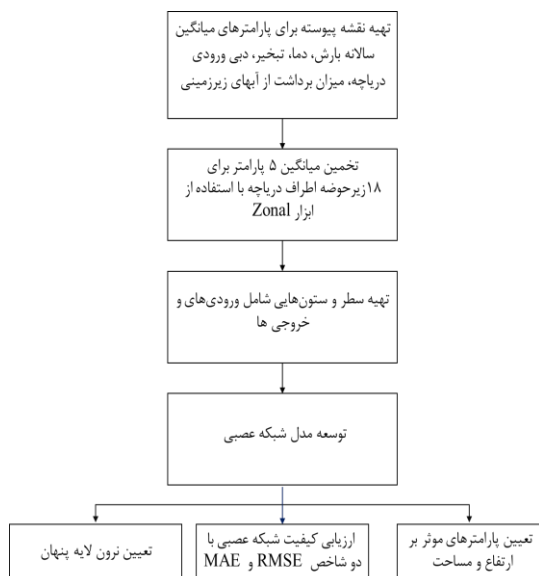 تهیه نقشه پیوسته برای پارامترهای میانگین
سالانه بارش، دما، تبخیر، دبی ورودی
دریاچه، میزان برداشت از آبهای زیرزمینی
تخمین میانگین ۵ پارامتر برای
۱۸زیرحوضه اطراف دریاچه با استفاده از
ابزار Zonal
تهیه سطر و ستون‌هایی شامل ورودی‌های و
خروجی ها
توسعه مدل شبکه عصبی
تعیین پارامترهای موثر بر
ارتفاع و مساحت
ارزیابی کیفیت شبکه عصبی با
دو شاخص RMSE و MAE
تعیین نرون لایه پنهان